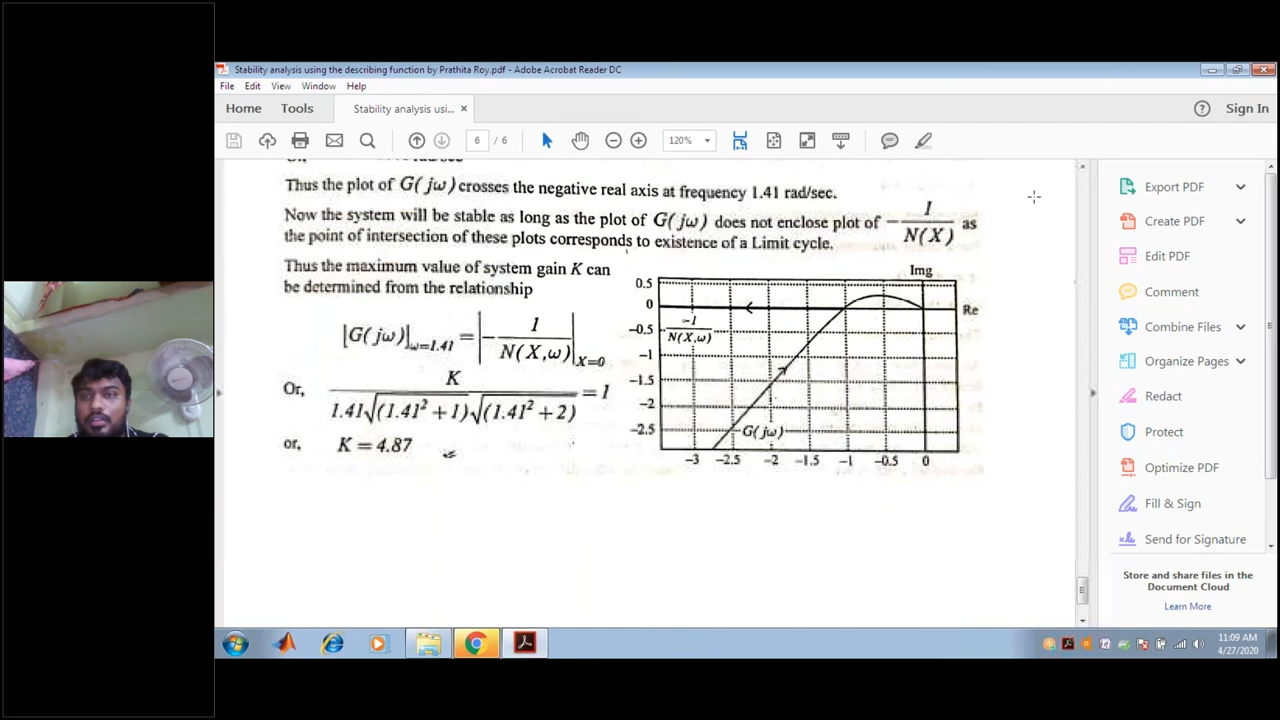 Stability analysis using the describing function by Prathita Roy.pdf - Adobe Acrobat Reader DC
File Edit View Window Help
Home Tools Stability analysis usi... × Sign In
6 / 6 120%
Thus the plot of G(jω) crosses the negative real axis at frequency 1.41 rad/sec.
Now the system will be stable as long as the plot of G(jω) does not enclose plot of -1/N(X) as
the point of intersection of these plots corresponds to existence of a Limit cycle.
Thus the maximum value of system gain K can
be determined from the relationship
|G(jω)|ω=1.41 = |-1/N(X,ω)|X=0
Or, K/(1.41√(1.41²+1)√(1.41²+2)) = 1
or, K = 4.87
Img
0.5
0 Re
-0.5 -1/N(X,ω)
-1
-1.5
-2
-2.5 G(jω)
-3 -2.5 -2 -1.5 -1 -0.5 0
Export PDF
Create PDF
Edit PDF
Comment
Combine Files
Organize Pages
Redact
Protect
Optimize PDF
Fill & Sign
Send for Signature
Store and share files in the
Document Cloud
Learn More
11:09 AM
4/27/2020